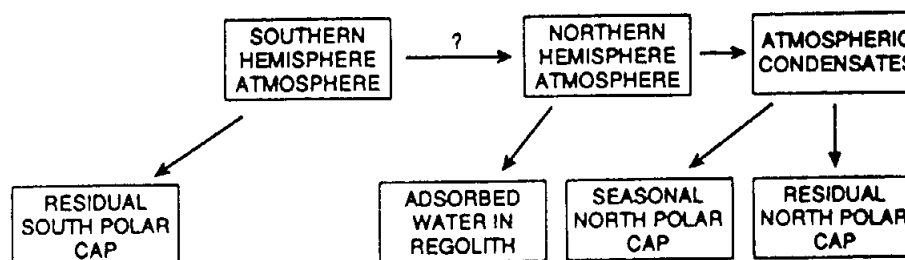 SOUTHERN
HEMISPHERE
ATMOSPHERE
?
NORTHERN
HEMISPHERE
ATMOSPHERE
ATMOSPHERIC
CONDENSATES
RESIDUAL
SOUTH POLAR
CAP
ADSORBED
WATER IN
REGOLITH
SEASONAL
NORTH POLAR
CAP
RESIDUAL
NORTH POLAR
CAP